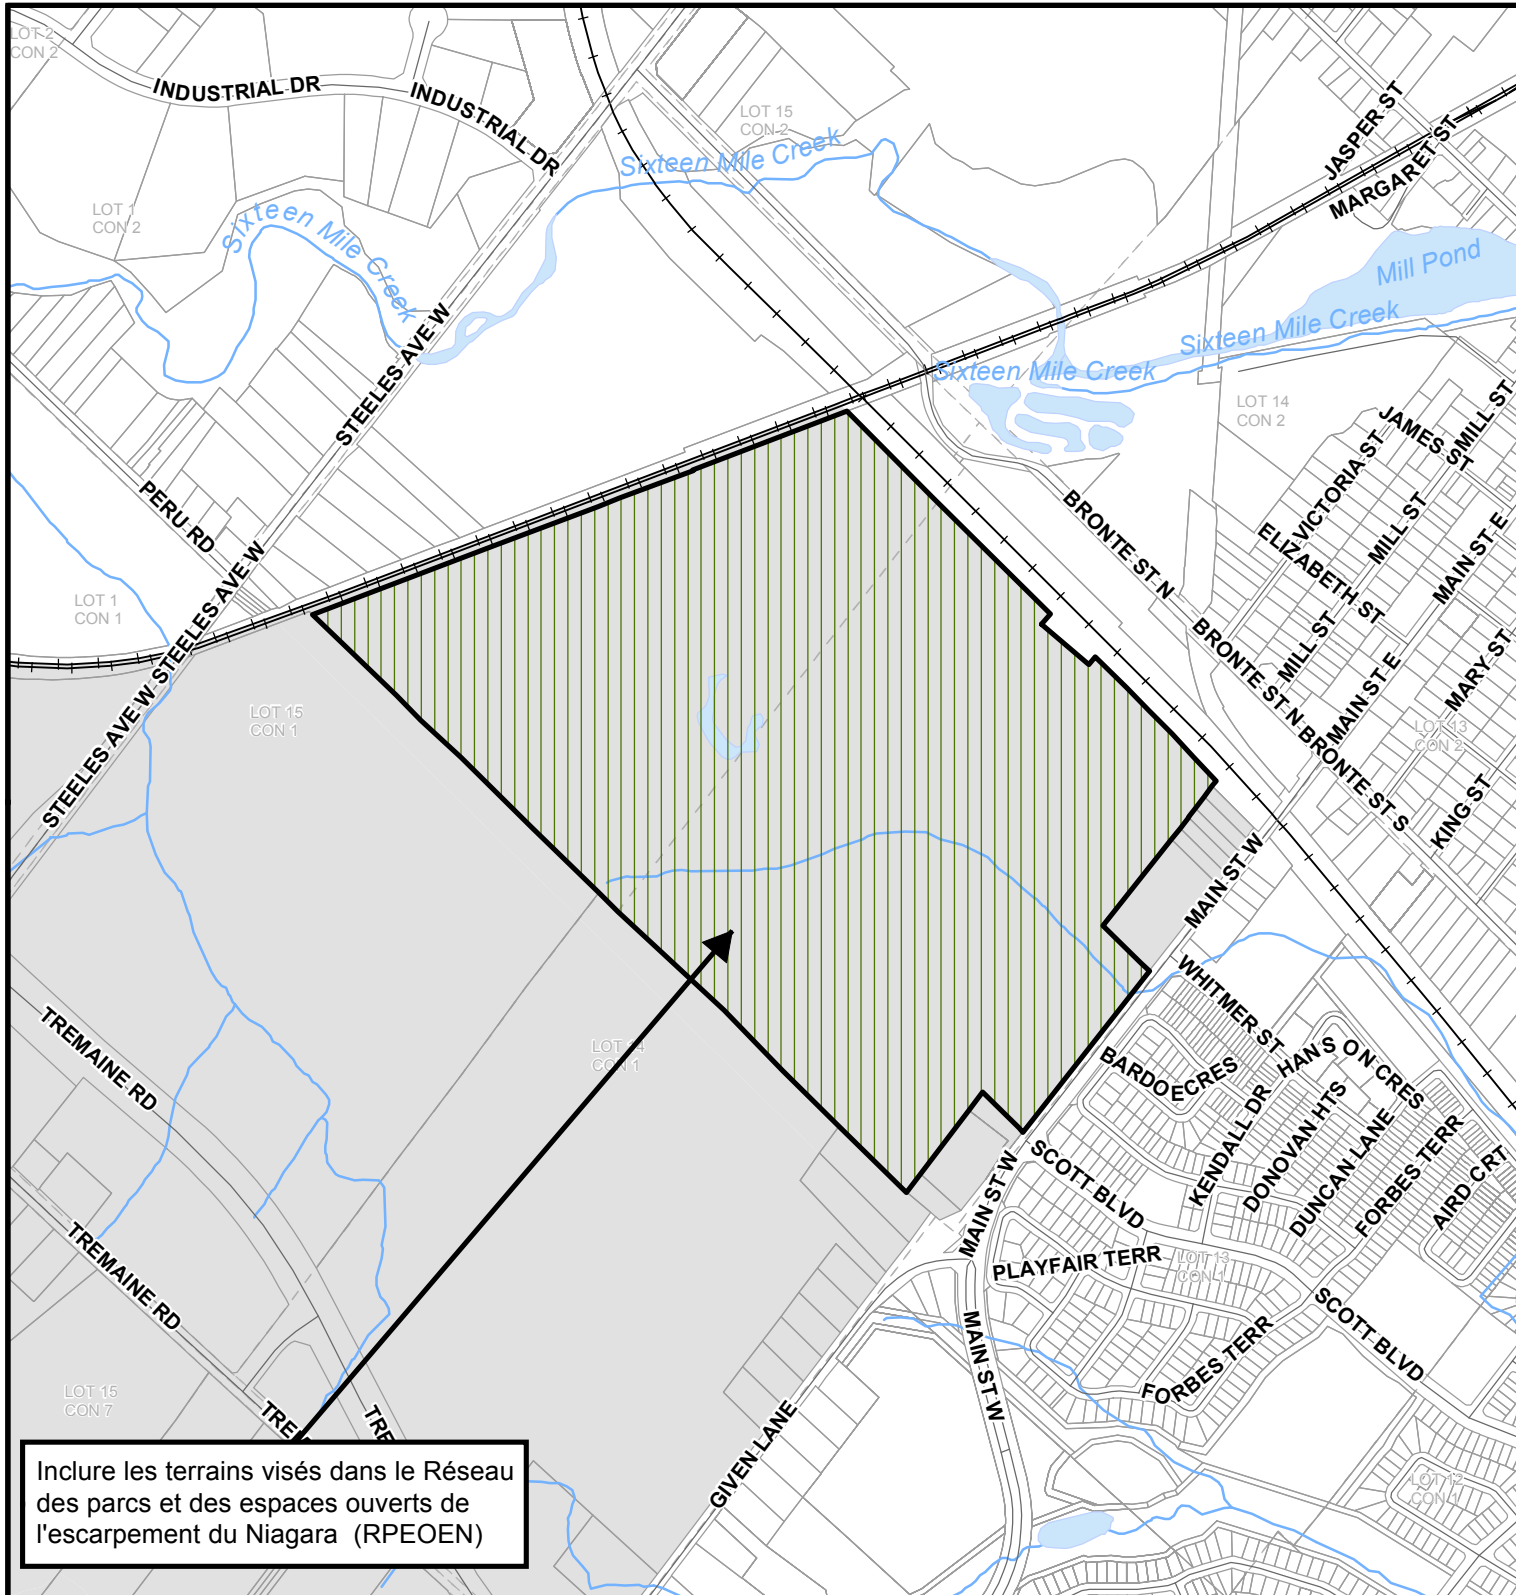 LOT 2
CON 2
INDUSTRIAL DR
INDUSTRIAL DR
LOT 15
CON 2
JASPER ST
MARGARET ST
Sixteen Mile Creek
LOT 1
CON 2
Sixteen Mile Creek
Mill Pond
Sixteen Mile Creek
Sixteen Mile Creek
STEELES AVE W
LOT 14
CON 2
JAMES ST
MILL ST
VICTORIA ST
PERU RD
BRONTE ST N
MILL ST
MAIN ST E
ELIZABETH ST
STEELES AVE W
LOT 1
CON 1
BRONTE ST N
MILL ST
MARY ST
MAIN ST E
STEELES AVE W
LOT 15
CON 1
BRONTE ST N
BRONTE ST S
LOT 13
CON 2
KING ST
MAIN ST W
WHITMER ST
TREMAINE RD
LOT 14
CON 1
BARDOE CRES
HANSON CRES
KENDALL DR
DONOVAN HTS
DUNCAN LANE
FORBES TERR
AIRD CRT
SCOTT BLVD
MAIN ST W
TREMAINE RD
PLAYFAIR TERR
LOT 13
CON 1
SCOTT BLVD
MAIN ST W
FORBES TERR
LOT 15
CON 7
GIVEN LANE
LOT 12
CON 1
Inclure les terrains visés dans le Réseau
des parcs et des espaces ouverts de
l'escarpement du Niagara (RPEOEN)